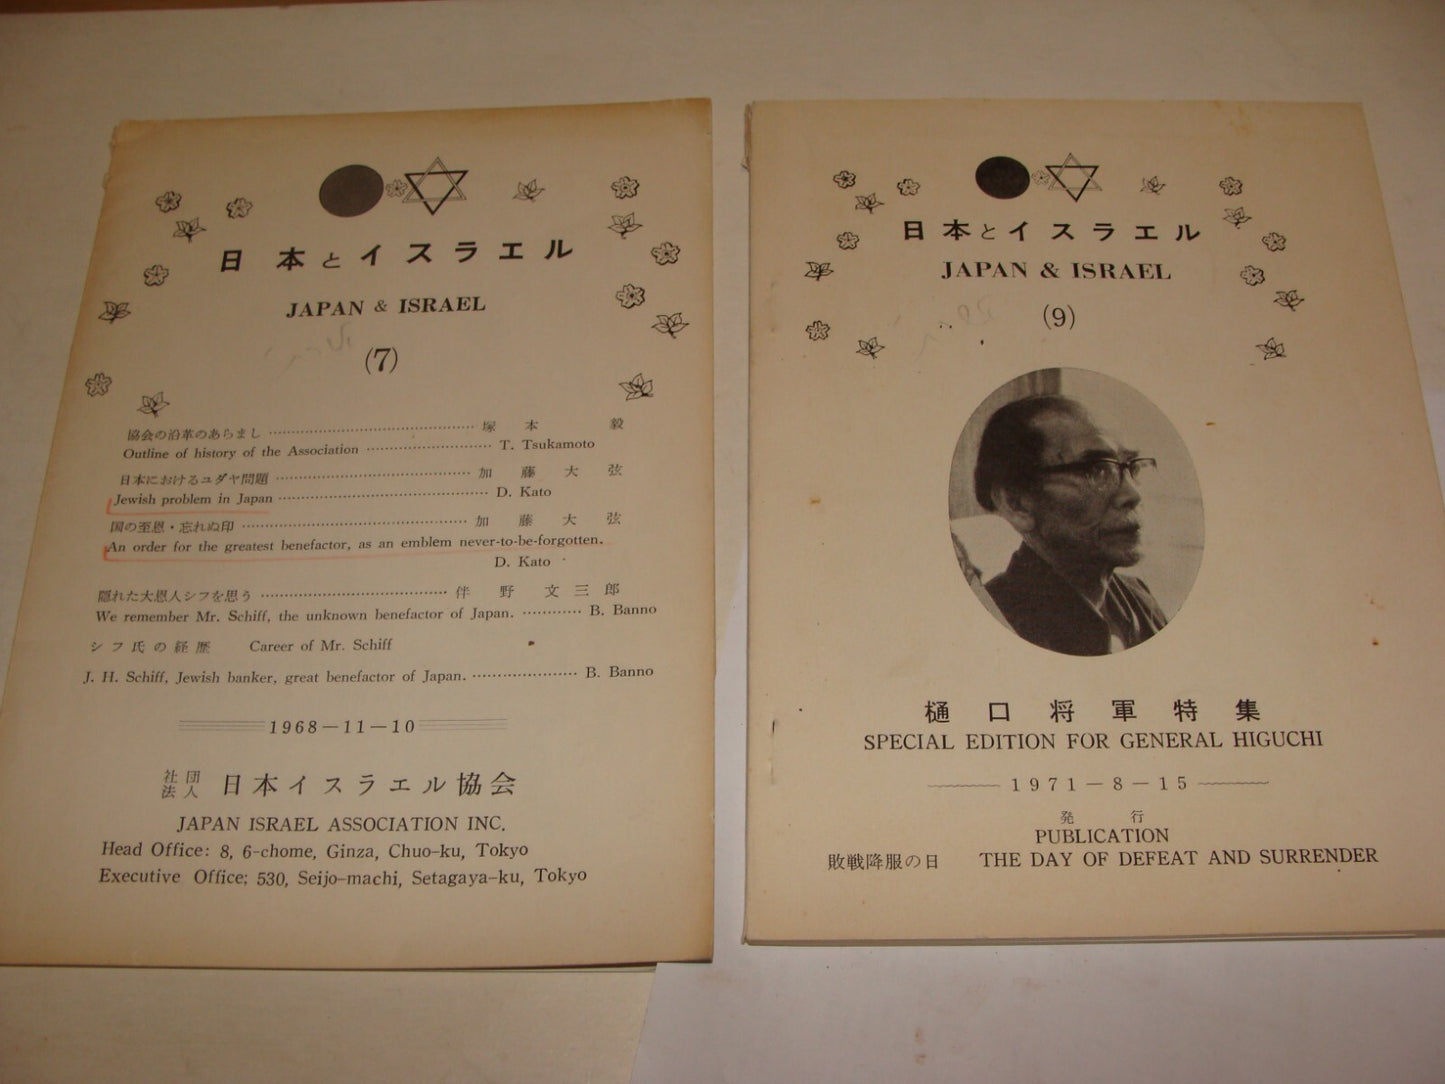 日本とイスラエル
JAPAN & ISRAEL
(7)
協会の沿革のあらまし 塚本 毅
Outline of history of the Association T. Tsukamoto
日本におけるユダヤ問題 加藤大弦
Jewish problem in Japan D. Kato
国の至恩・忘れぬ印 加藤大弦
An order for the greatest benefactor, as an emblem never-to-be-forgotten.
D. Kato
隠れた大恩人シフを思う 伴野文三郎
We remember Mr. Schiff, the unknown benefactor of Japan. B. Banno
シフ氏の経歴 Career of Mr. Schiff
J. H. Schiff, Jewish banker, great benefactor of Japan. B. Banno
1968-11-10
社団法人 日本イスラエル協会
JAPAN ISRAEL ASSOCIATION INC.
Head Office: 8, 6-chome, Ginza, Chuo-ku, Tokyo
Executive Office; 530, Seijo-machi, Setagaya-ku, Tokyo
日本とイスラエル
JAPAN & ISRAEL
(9)
樋口将軍特集
SPECIAL EDITION FOR GENERAL HIGUCHI
1971-8-15
発行
PUBLICATION
敗戦降服の日 THE DAY OF DEFEAT AND SURRENDER